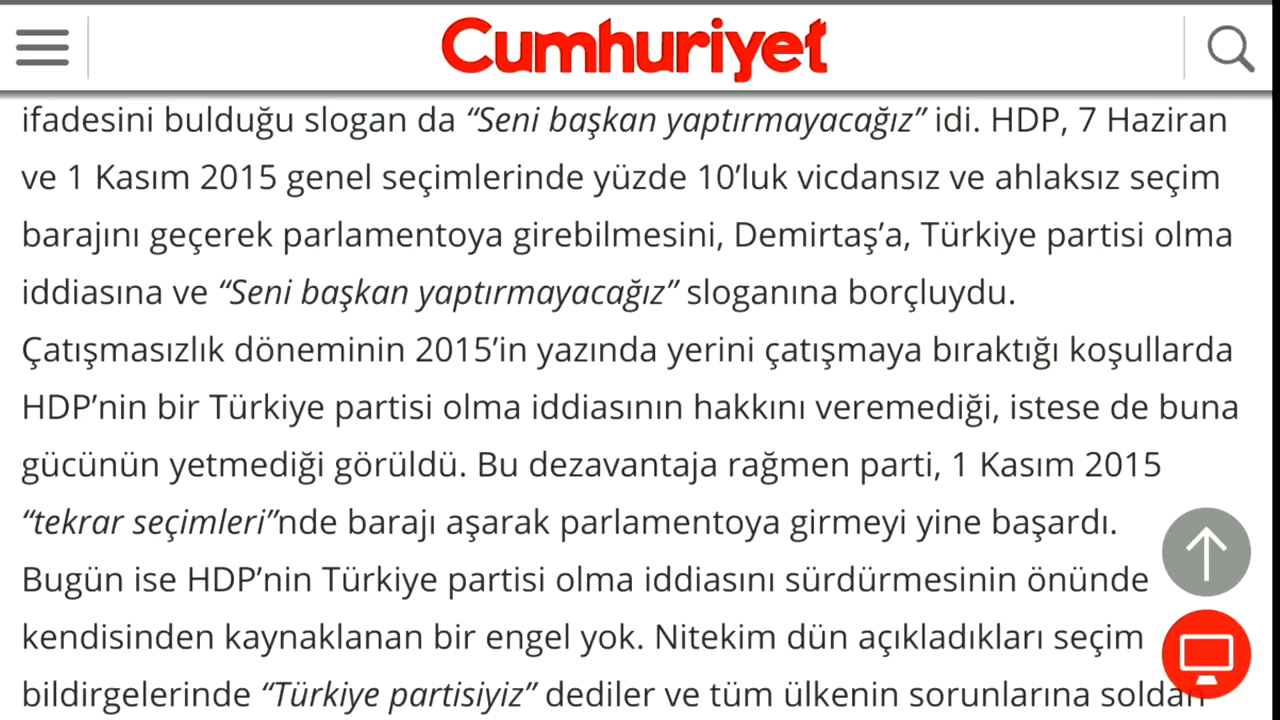 Cumhuriyet
ifadesini bulduğu slogan da “Seni başkan yaptırmayacağız” idi. HDP, 7 Haziran
ve 1 Kasım 2015 genel seçimlerinde yüzde 10’luk vicdansız ve ahlaksız seçim
barajını geçerek parlamentoya girebilmesini, Demirtaş’a, Türkiye partisi olma
iddiasına ve “Seni başkan yaptırmayacağız” sloganına borçluydu.
Çatışmasızlık döneminin 2015’in yazında yerini çatışmaya bıraktığı koşullarda
HDP’nin bir Türkiye partisi olma iddiasının hakkını veremediği, istese de buna
gücünün yetmediği görüldü. Bu dezavantaja rağmen parti, 1 Kasım 2015
“tekrar seçimleri”nde barajı aşarak parlamentoya girmeyi yine başardı.
Bugün ise HDP’nin Türkiye partisi olma iddiasını sürdürmesinin önünde
kendisinden kaynaklanan bir engel yok. Nitekim dün açıkladıkları seçim
bildirgelerinde “Türkiye partisiyiz” dediler ve tüm ülkenin sorunlarına soldan